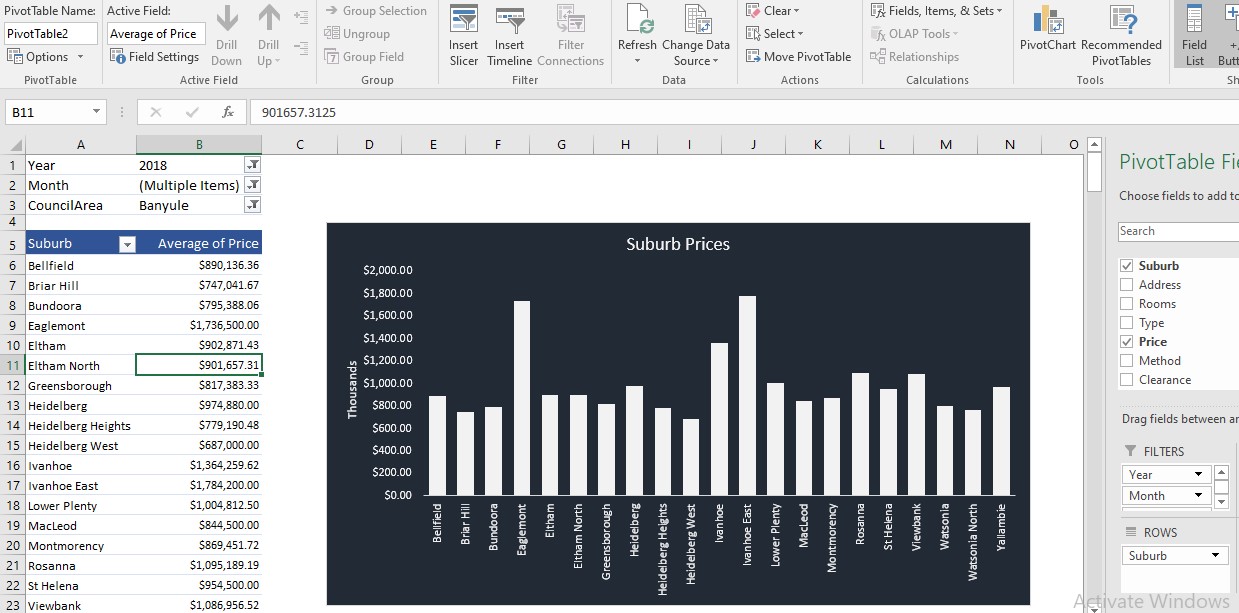 PivotTable Name:
PivotTable2
Options
PivotTable
Active Field:
Average of Price
Field Settings
Drill Down
Drill Up
Active Field
Group Selection
Ungroup
Group Field
Group
Insert Slicer
Insert Timeline
Filter Connections
Filter
Refresh
Change Data Source
Data
Clear
Select
Move PivotTable
Actions
Fields, Items, & Sets
OLAP Tools
Relationships
Calculations
PivotChart
Recommended PivotTables
Tools
Field List
+/
Butt
Sh
B11
fx
901657.3125
A B C D E F G H I J K L M N O
1 Year 2018
2 Month (Multiple Items)
3 CouncilArea Banyule
4
5 Suburb Average of Price
6 Bellfield $890,136.36
7 Briar Hill $747,041.67
8 Bundoora $795,388.06
9 Eaglemont $1,736,500.00
10 Eltham $902,871.43
11 Eltham North $901,657.31
12 Greensborough $817,383.33
13 Heidelberg $974,880.00
14 Heidelberg Heights $779,190.48
15 Heidelberg West $687,000.00
16 Ivanhoe $1,364,259.62
17 Ivanhoe East $1,784,200.00
18 Lower Plenty $1,004,812.50
19 MacLeod $844,500.00
20 Montmorency $869,451.72
21 Rosanna $1,095,189.19
22 St Helena $954,500.00
23 Viewbank $1,086,956.52
Suburb Prices
Thousands
$2,000.00
$1,800.00
$1,600.00
$1,400.00
$1,200.00
$1,000.00
$800.00
$600.00
$400.00
$200.00
$0.00
Bellfield
Briar Hill
Bundoora
Eaglemont
Eltham
Eltham North
Greensborough
Heidelberg
Heidelberg Heights
Heidelberg West
Ivanhoe
Ivanhoe East
Lower Plenty
MacLeod
Montmorency
Rosanna
St Helena
Viewbank
Watsonia
Watsonia North
Yallambie
PivotTable Fie
Choose fields to add to
Search
Suburb
Address
Rooms
Type
Price
Method
Clearance
Drag fields between ar
FILTERS
Year
Month
ROWS
Suburb
Activate Windows